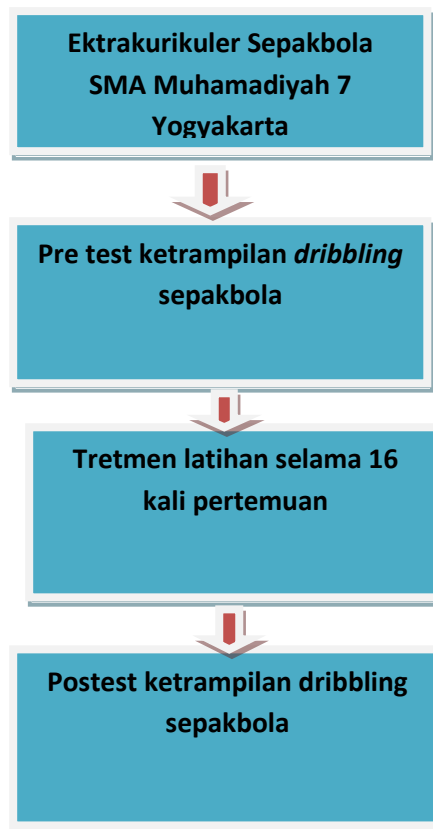 Ektrakurikuler Sepakbola
SMA Muhamadiyah 7
Yogyakarta
Pre test ketrampilan dribbling
sepakbola
Tretmen latihan selama 16
kali pertemuan
Postest ketrampilan dribbling
sepakbola